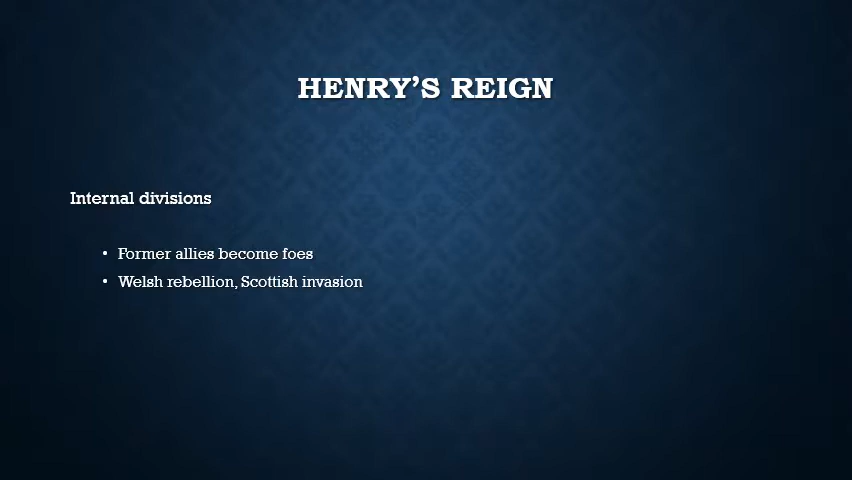 HENRY’S REIGN
Internal divisions
• Former allies become foes
• Welsh rebellion, Scottish invasion